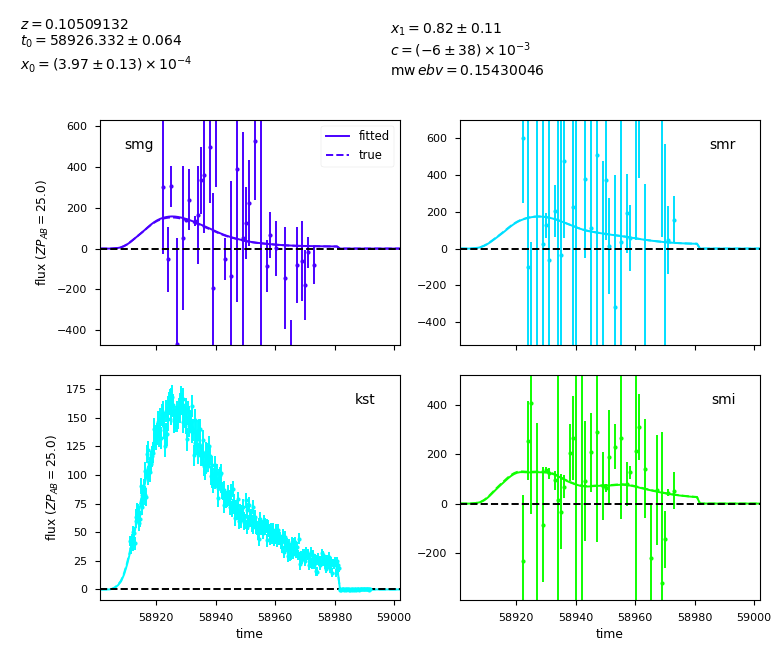 z = 0.10509132
t₀ = 58926.332 ± 0.064
x₀ = (3.97 ± 0.13) × 10⁻⁴
x₁ = 0.82 ± 0.11
c = (−6 ± 38) × 10⁻³
mw ebv = 0.15430046
smg
fitted
true
600
400
200
0
−200
−400
flux (ZP_AB = 25.0)
smr
600
400
200
0
−200
−400
kst
175
150
125
100
75
50
25
0
flux (ZP_AB = 25.0)
58920 58940 58960 58980 59000
time
smi
400
200
0
−200
58920 58940 58960 58980 59000
time